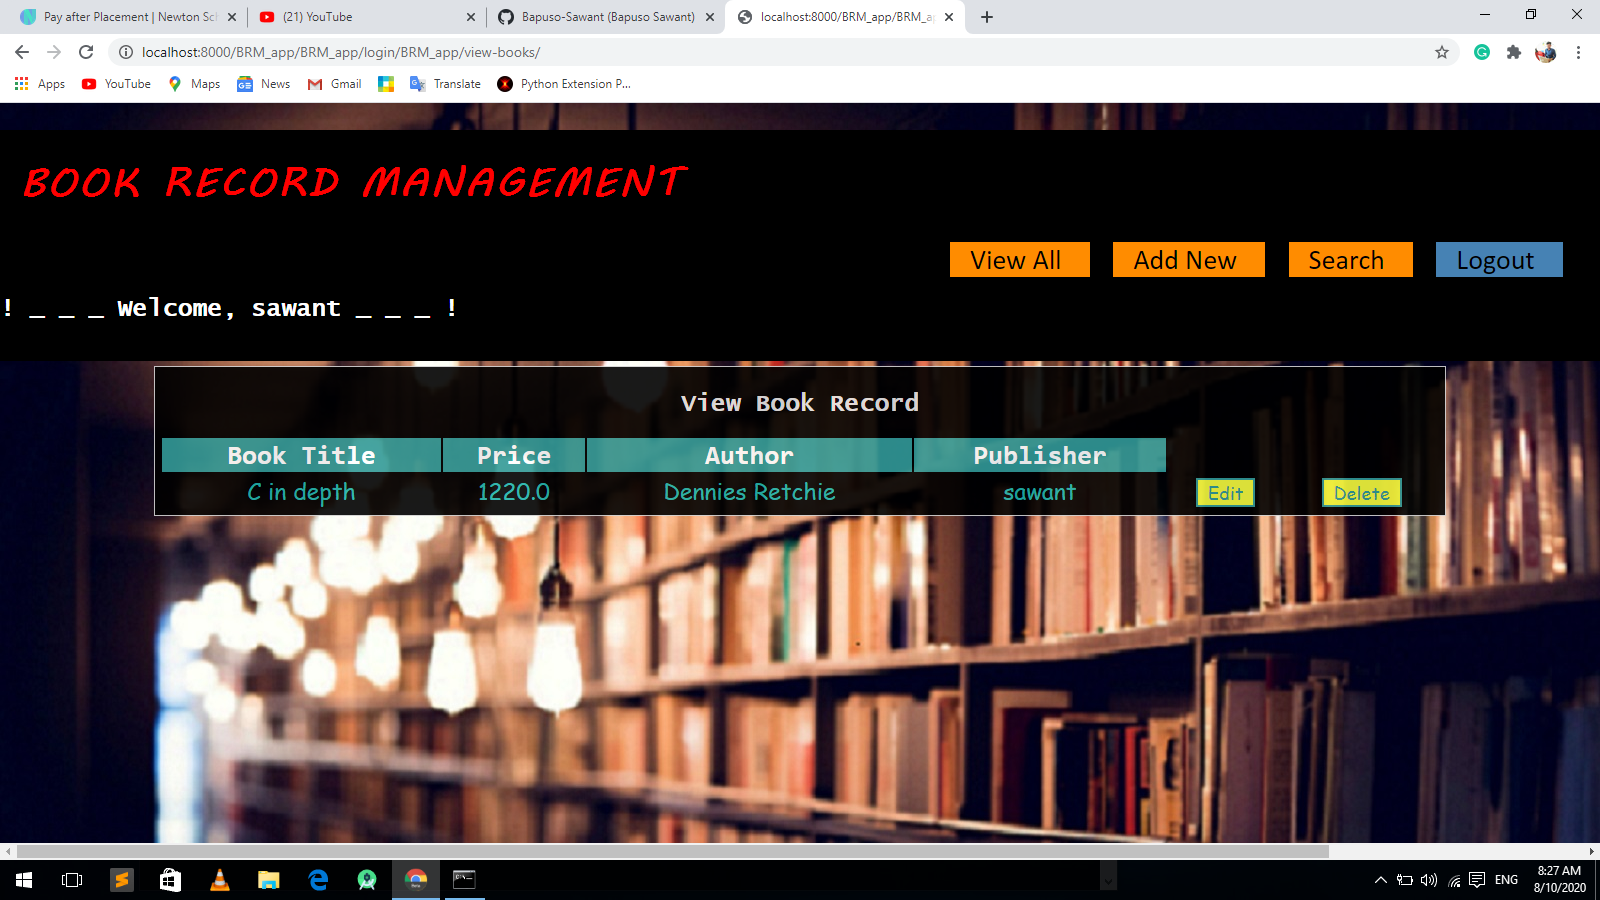 Pay after Placement | Newton Sch
(21) YouTube
Bapuso-Sawant (Bapuso Sawant)
localhost:8000/BRM_app/BRM_a
localhost:8000/BRM_app/BRM_app/login/BRM_app/view-books/
Apps YouTube Maps News Gmail Translate Python Extension P...
BOOK RECORD MANAGEMENT
View All Add New Search Logout
! _ _ _ Welcome, sawant _ _ _ !
View Book Record
Book Title Price Author Publisher
C in depth 1220.0 Dennies Retchie sawant Edit Delete
ENG
8:27 AM
8/10/2020